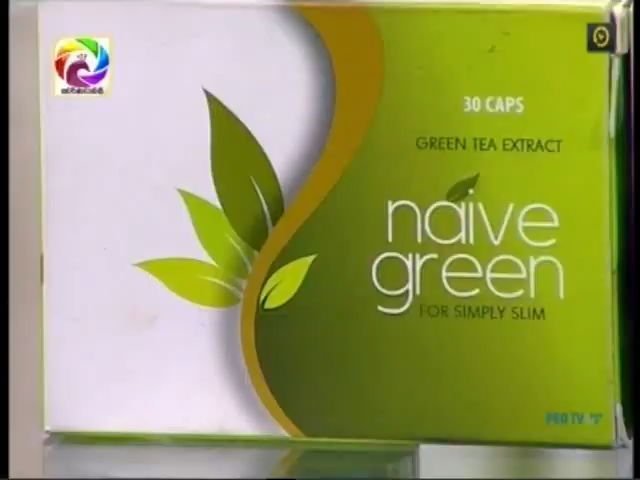 30 CAPS
GREEN TEA EXTRACT
naive
green
FOR SIMPLY SLIM